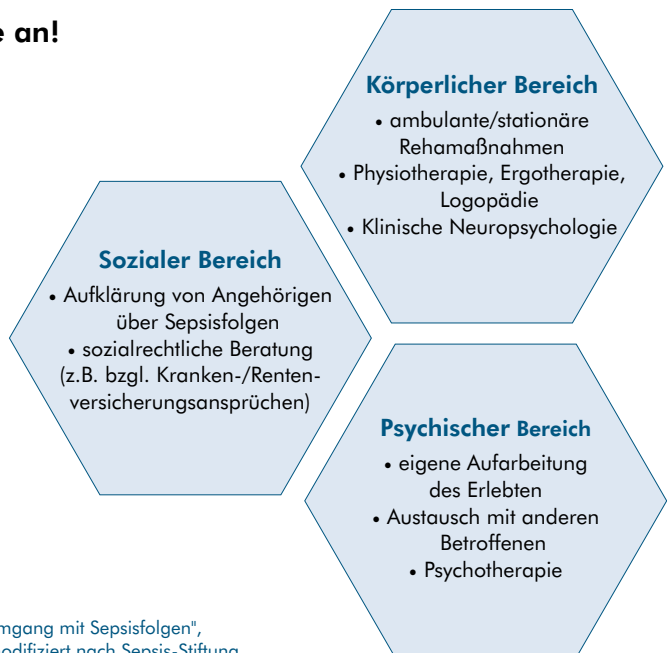 e an!
Körperlicher Bereich
• ambulante/stationäre
Rehamaßnahmen
• Physiotherapie, Ergotherapie,
Logopädie
• Klinische Neuropsychologie
Sozialer Bereich
• Aufklärung von Angehörigen
über Sepsisfolgen
• sozialrechtliche Beratung
(z.B. bzgl. Kranken-/Renten-
versicherungsansprüchen)
Psychischer Bereich
• eigene Aufarbeitung
des Erlebten
• Austausch mit anderen
Betroffenen
• Psychotherapie
mgang mit Sepsisfolgen",
odifiziert nach Sepsis-Stiftung